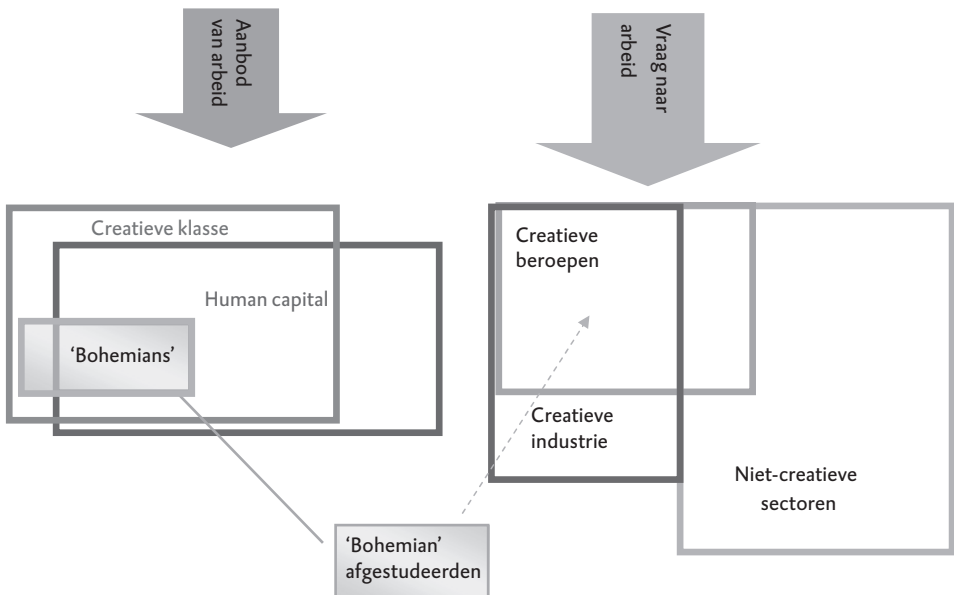 Aanbod
van arbeid
Vraag naar
arbeid
Creatieve klasse
Human capital
‘Bohemians’
Creatieve
beroepen
Creatieve
industrie
Niet-creatieve
sectoren
‘Bohemian’
afgestudeerden